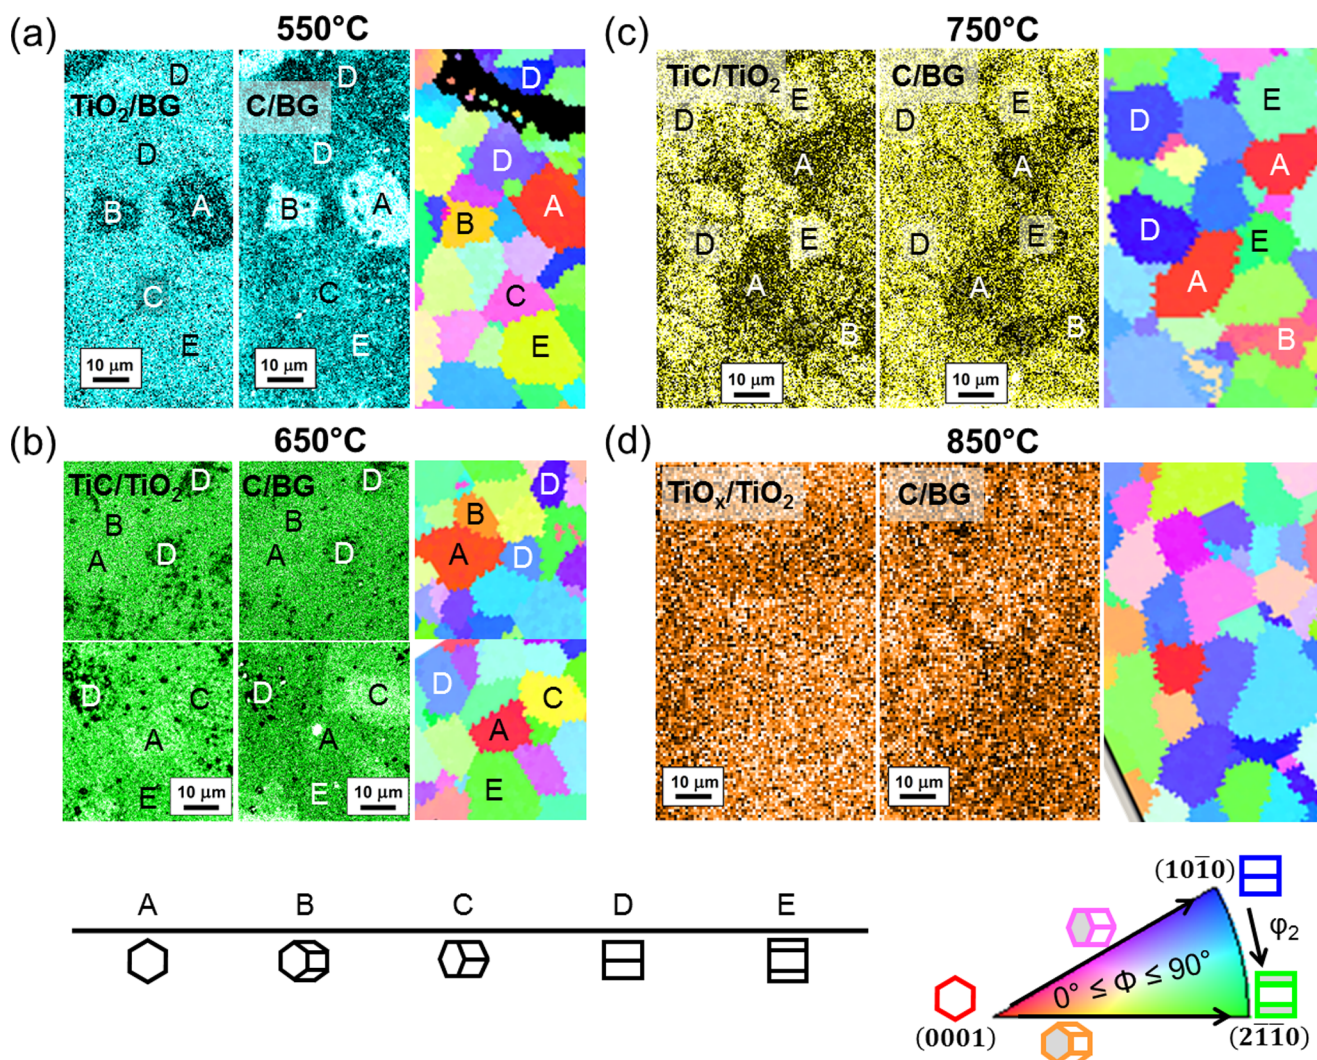 (a) 550°C
TiO₂/BG
C/BG
D
D
B
A
C
E
10 μm
D
D
B
A
C
E
10 μm
D
D
B
A
C
E
(c) 750°C
TiC/TiO₂
C/BG
E
D
A
D
E
A
B
10 μm
E
D
A
D
E
A
B
10 μm
E
D
A
D
E
A
B
(b) 650°C
TiC/TiO₂
C/BG
D
B
A
D
D
C
A
E
10 μm
D
B
A
D
D
C
A
E
10 μm
D
B
A
D
D
C
A
E
(d) 850°C
TiOₓ/TiO₂
C/BG
10 μm
10 μm
A B C D E
(101̅0)
φ₂
0° ≤ Φ ≤ 90°
(0001)
(21̅1̅0)